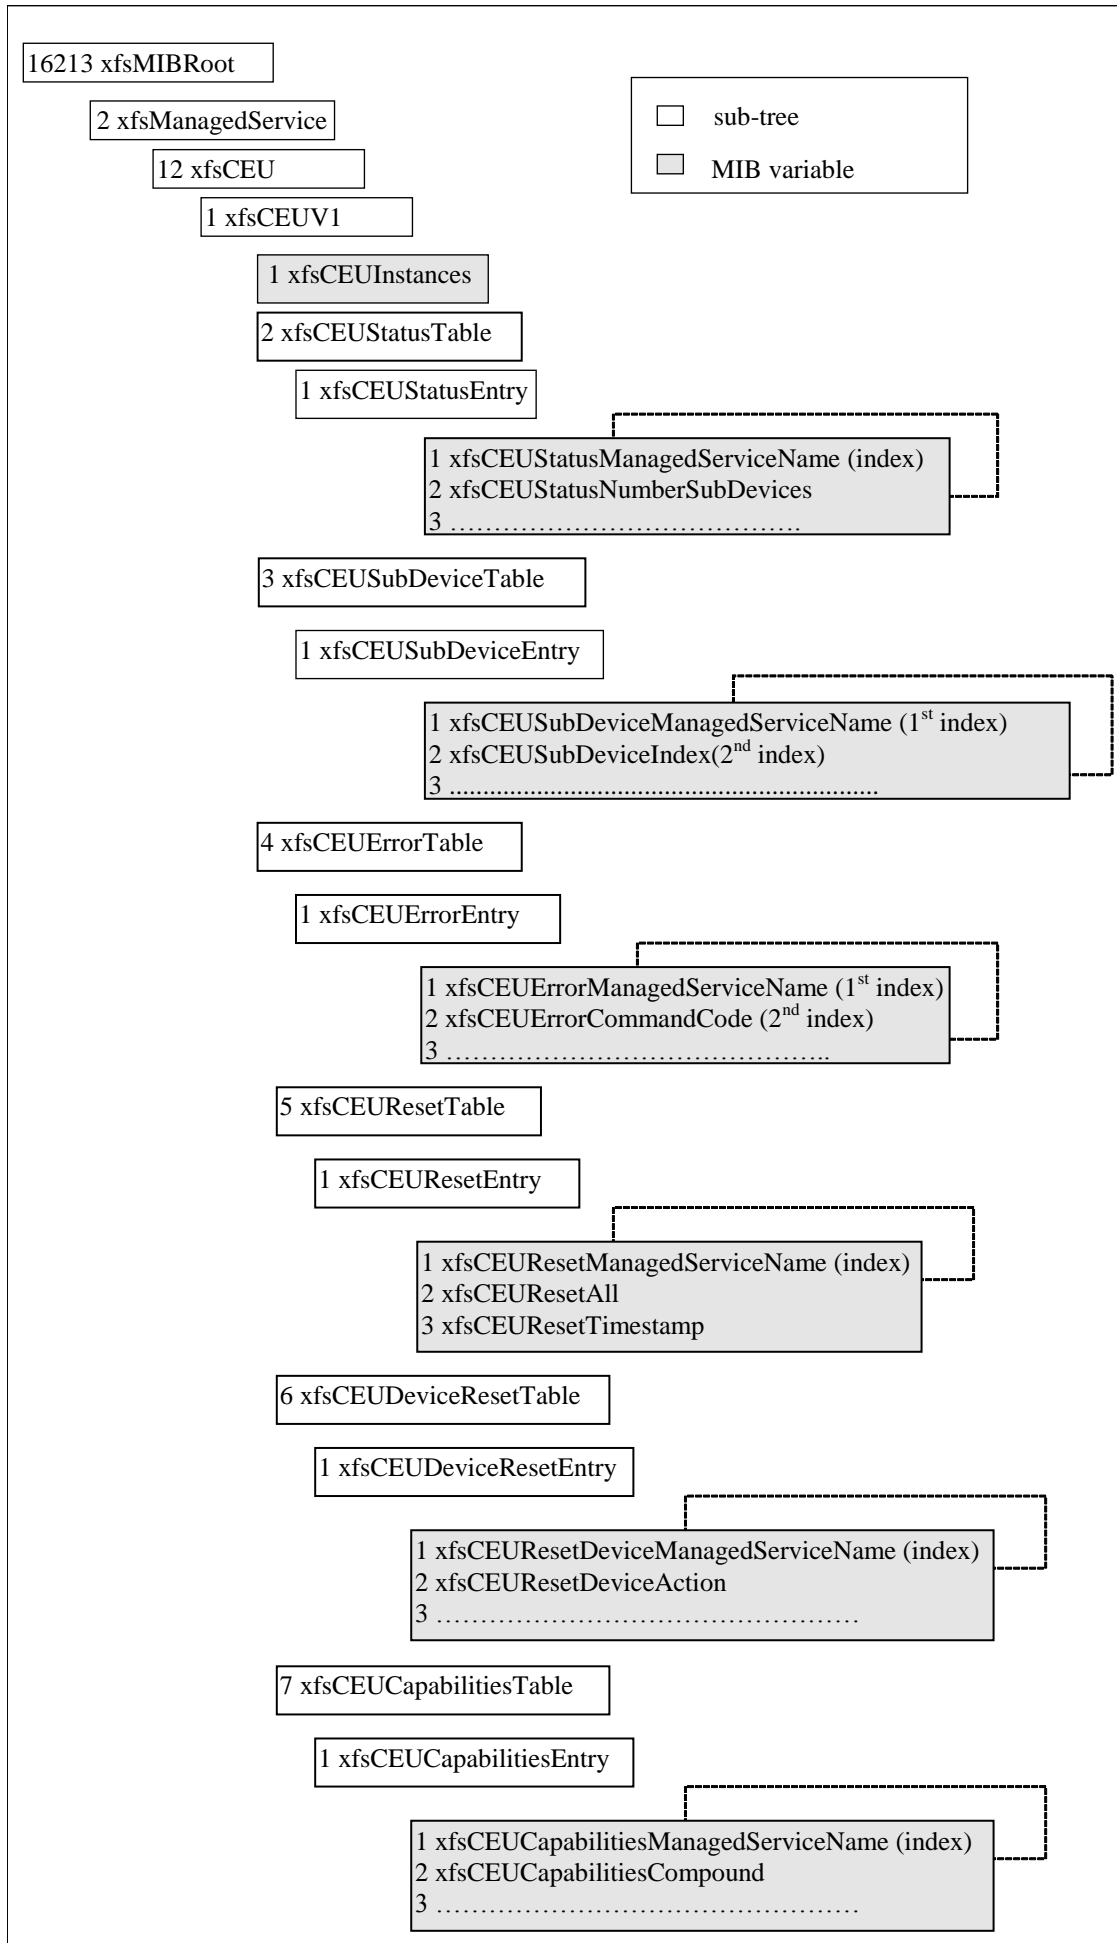 16213 xfsMIBRoot
2 xfsManagedService
sub-tree
12 xfsCEU
MIB variable
1 xfsCEUV1
1 xfsCEUInstances
2 xfsCEUStatusTable
1 xfsCEUStatusEntry
1 xfsCEUStatusManagedServiceName (index)
2 xfsCEUStatusNumberSubDevices
3 ………………………………….
3 xfsCEUSubDeviceTable
1 xfsCEUSubDeviceEntry
1 xfsCEUSubDeviceManagedServiceName (1st index)
2 xfsCEUSubDeviceIndex(2nd index)
3 ................................................................
4 xfsCEUErrorTable
1 xfsCEUErrorEntry
1 xfsCEUErrorManagedServiceName (1st index)
2 xfsCEUErrorCommandCode (2nd index)
3 ……………………………………..
5 xfsCEUResetTable
1 xfsCEUResetEntry
1 xfsCEUResetManagedServiceName (index)
2 xfsCEUResetAll
3 xfsCEUResetTimestamp
6 xfsCEUDeviceResetTable
1 xfsCEUDeviceResetEntry
1 xfsCEUResetDeviceManagedServiceName (index)
2 xfsCEUResetDeviceAction
3 …………………………………………
7 xfsCEUCapabilitiesTable
1 xfsCEUCapabilitiesEntry
1 xfsCEUCapabilitiesManagedServiceName (index)
2 xfsCEUCapabilitiesCompound
3 …………………………………………